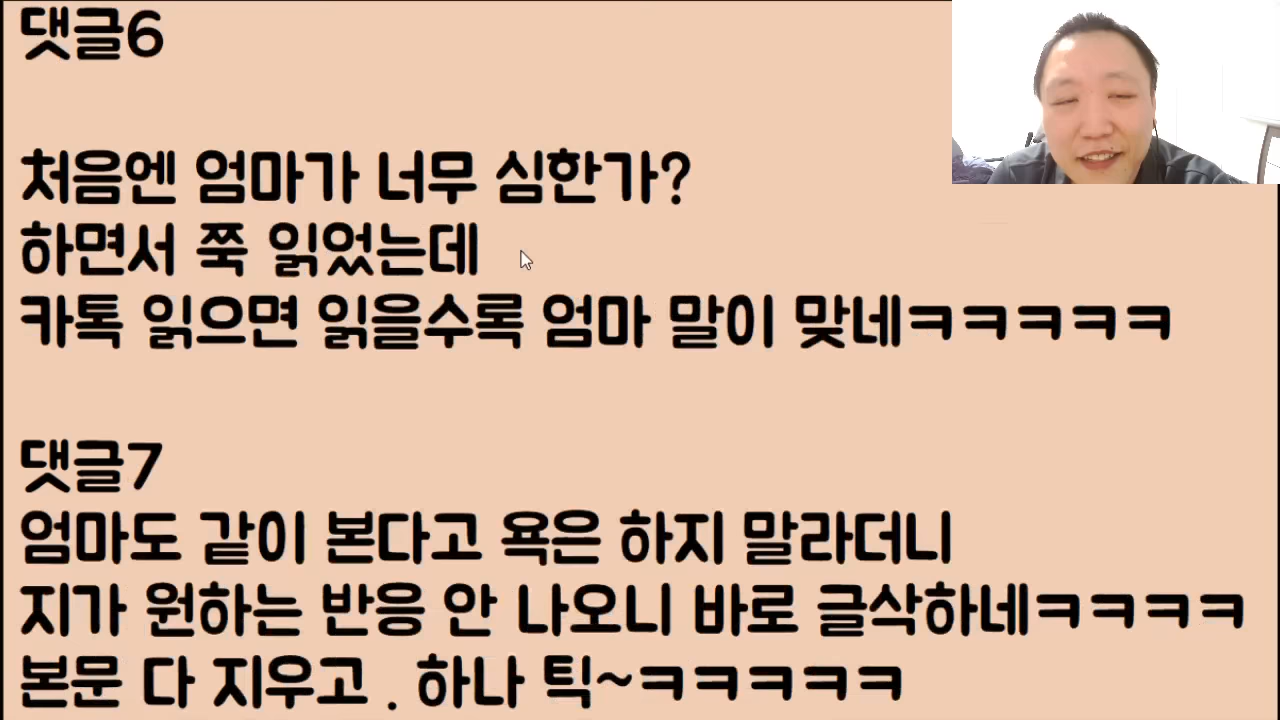 댓글6
처음엔 엄마가 너무 심한가?
하면서 쭉 읽었는데
카톡 읽으면 읽을수록 엄마 말이 맞네ㅋㅋㅋㅋㅋ
댓글7
엄마도 같이 본다고 욕은 하지 말라더니
지가 원하는 반응 안 나오니 바로 글삭하네ㅋㅋㅋㅋ
본문 다 지우고 . 하나 틱~ㅋㅋㅋㅋㅋ